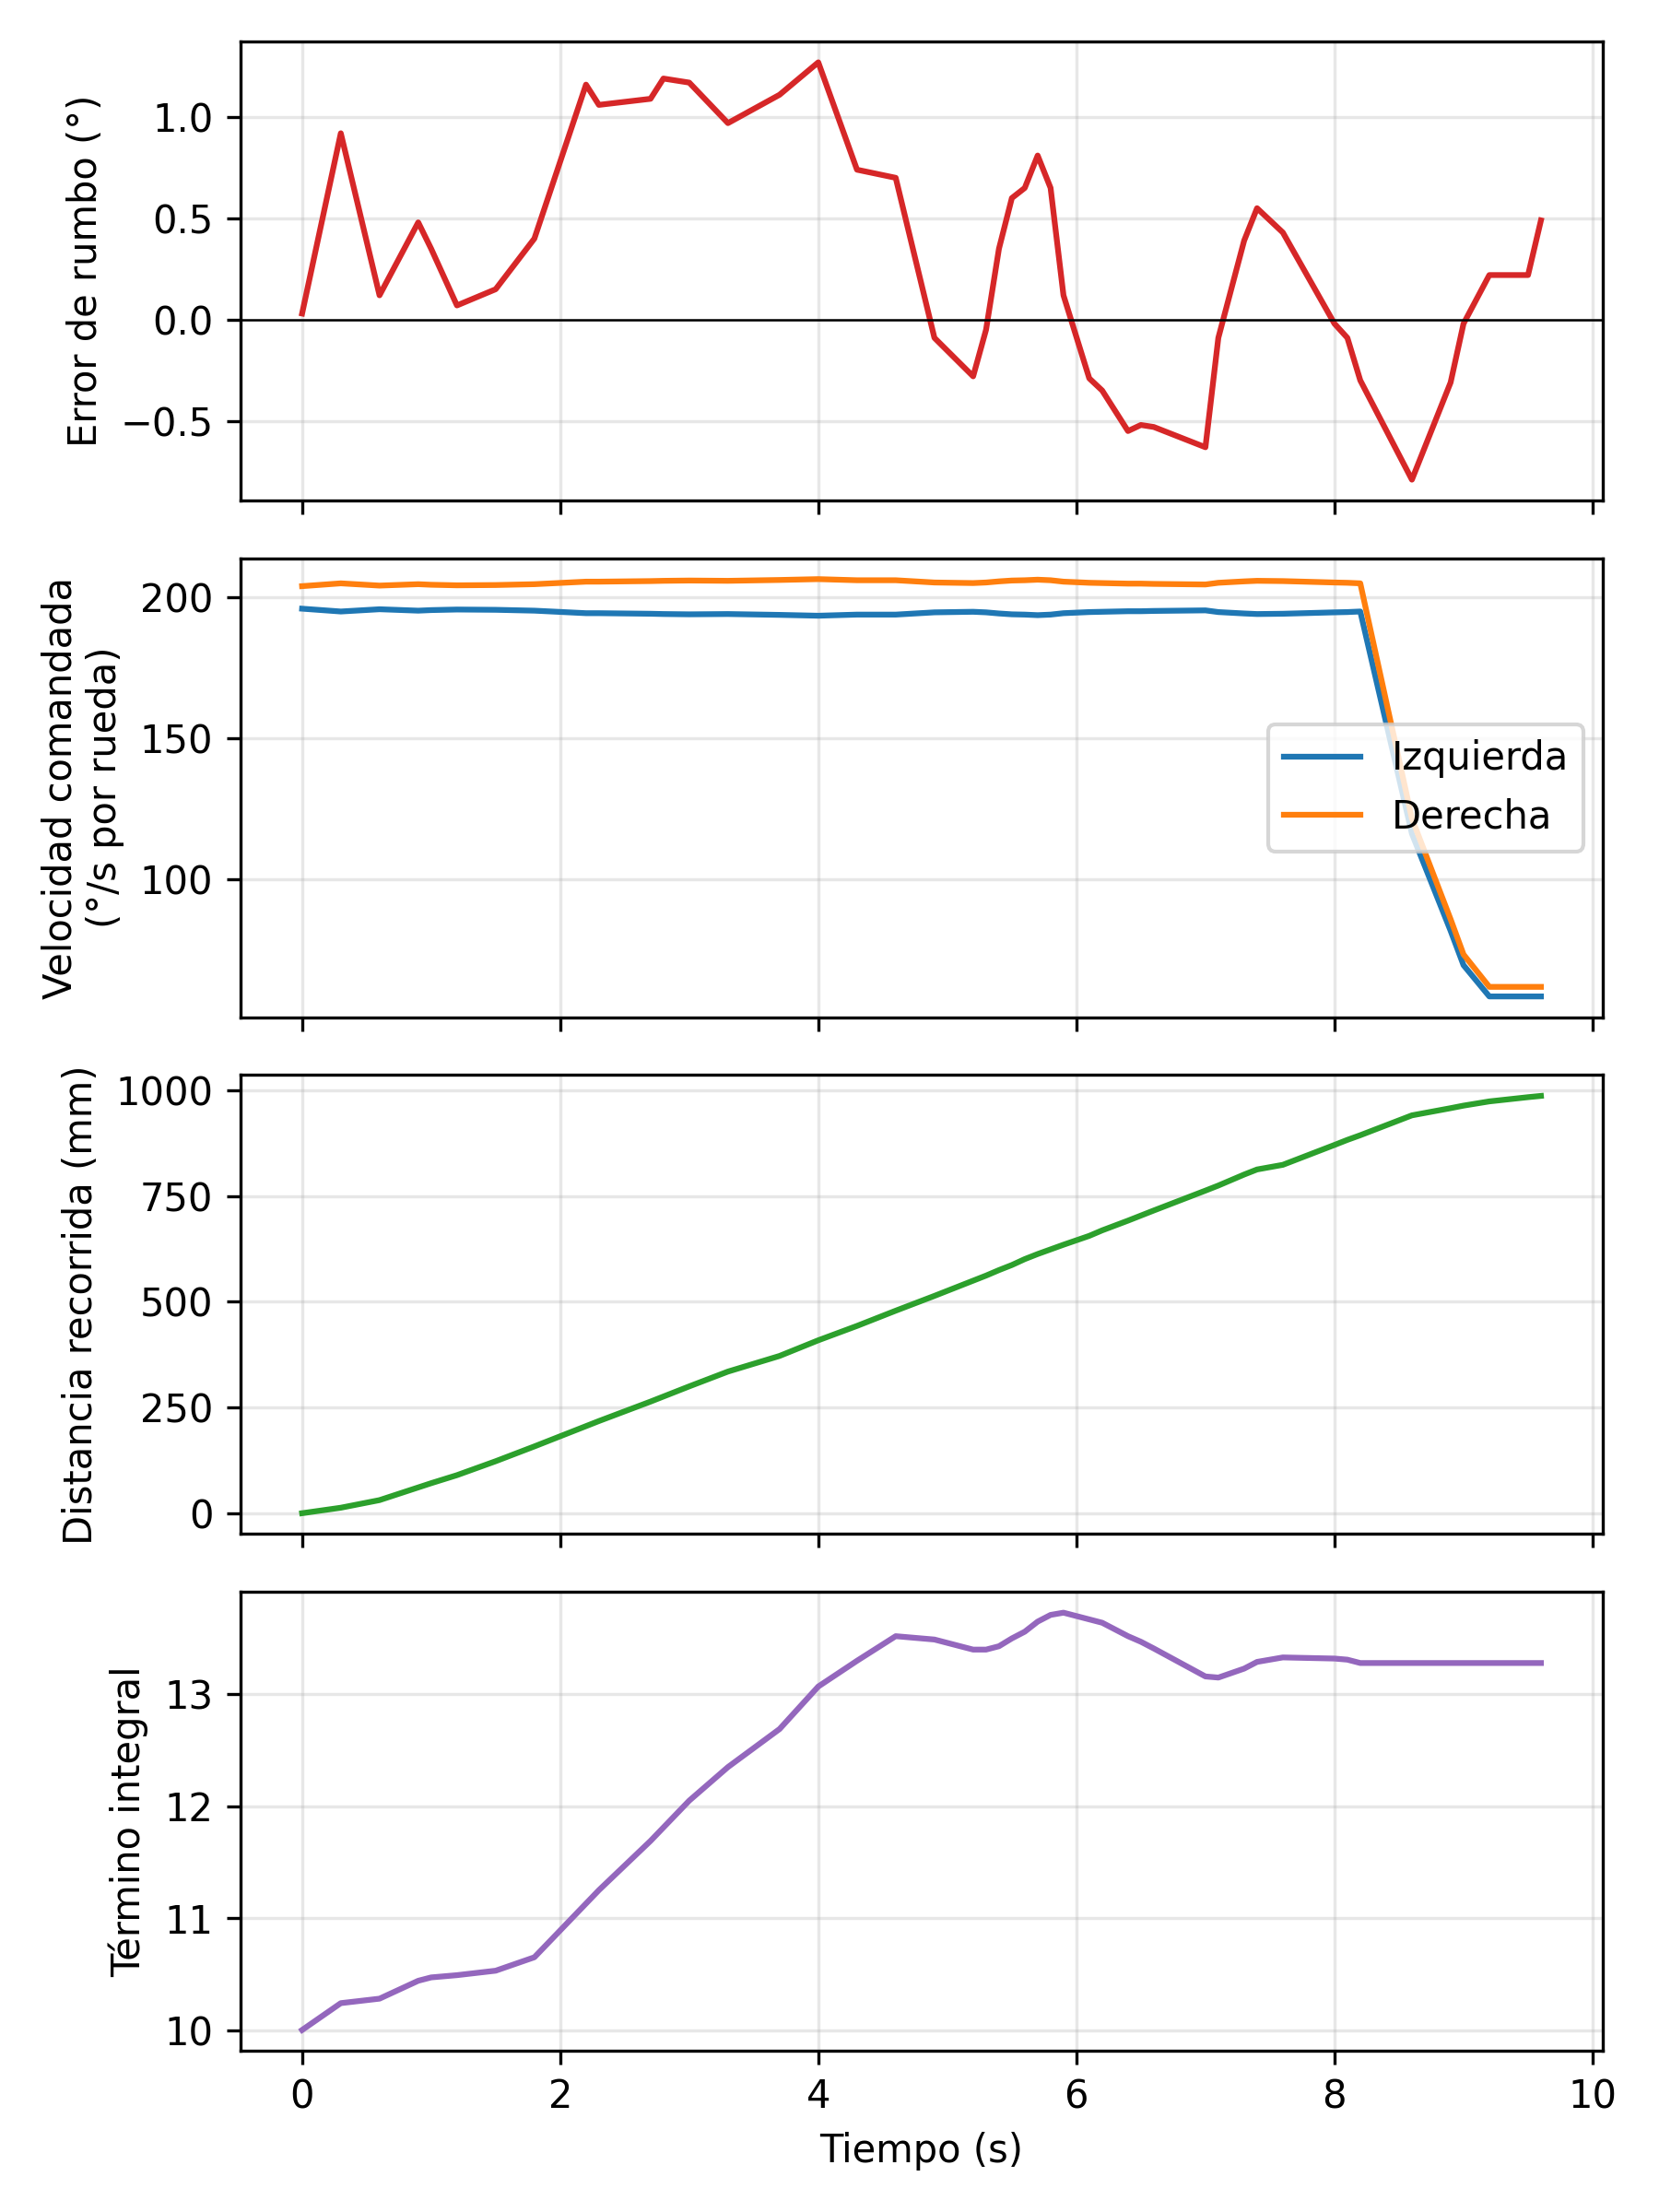 Error de rumbo (°)
1.0
0.5
0.0
−0.5
Velocidad comandada
(°/s por rueda)
200
150
100
Izquierda
Derecha
Distancia recorrida (mm)
1000
750
500
250
0
Término integral
13
12
11
10
0 2 4 6 8 10
Tiempo (s)